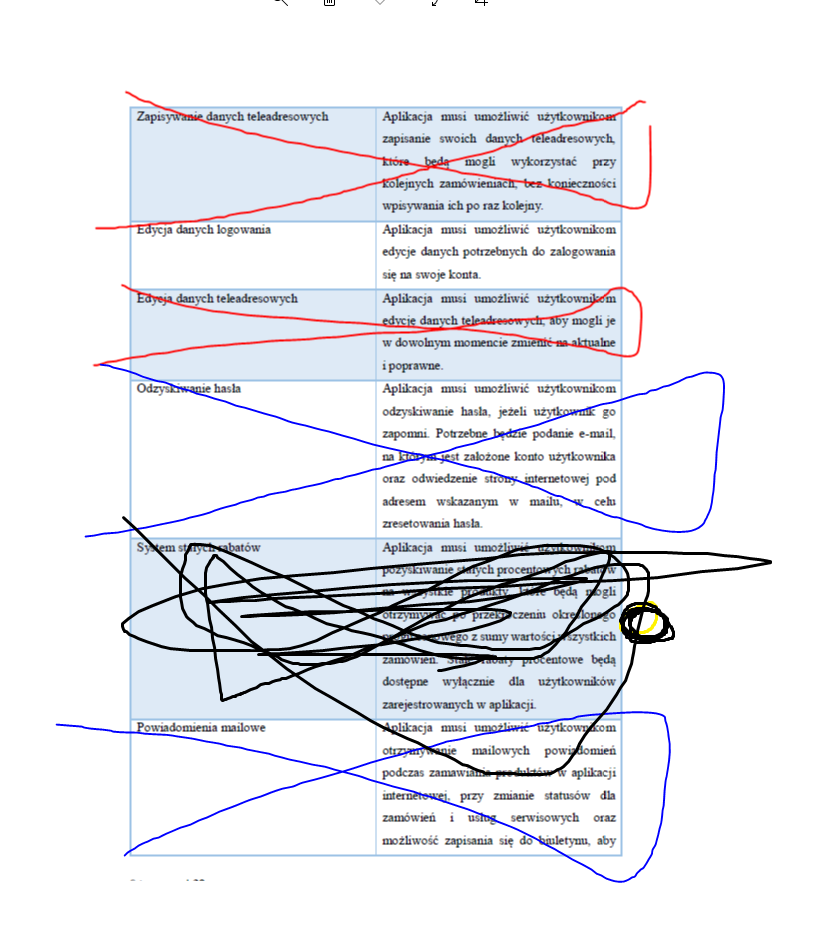 Zapisywanie danych teleadresowych
Aplikacja musi umożliwić użytkownikom
zapisanie swoich danych teleadresowych,
które będą mogli wykorzystać przy
kolejnych zamówieniach, bez konieczności
wpisywania ich po raz kolejny.
Edycja danych logowania
Aplikacja musi umożliwić użytkownikom
edycje danych potrzebnych do zalogowania
się na swoje konta.
Edycja danych teleadresowych
Aplikacja musi umożliwić użytkownikom
edycję danych teleadresowych, aby mogli je
w dowolnym momencie zmienić na aktualne
i poprawne.
Odzyskiwanie hasła
Aplikacja musi umożliwić użytkownikom
odzyskiwanie hasła, jeżeli użytkownik go
zapomni. Potrzebne będzie podanie e-mail,
na którym jest założone konto użytkownika
oraz odwiedzenie strony internetowej pod
adresem wskazanym w mailu, w celu
zresetowania hasła.
System stałych rabatów
Aplikacja musi umożliwić użytkownikom
pozyskiwanie stałych procentowych rabatów
na wszystkie produkty, które będą mogli
otrzymywać po przekroczeniu określonego
z sumy wartości wszystkich
zamówień. Stałe rabaty procentowe będą
dostępne wyłącznie dla użytkowników
zarejestrowanych w aplikacji.
Powiadomienia mailowe
Aplikacja musi umożliwić użytkownikom
otrzymywanie mailowych powiadomień
podczas zamawiania produktów w aplikacji
internetowej, przy zmianie statusów dla
zamówień i usług serwisowych oraz
możliwość zapisania się do biuletynu, aby